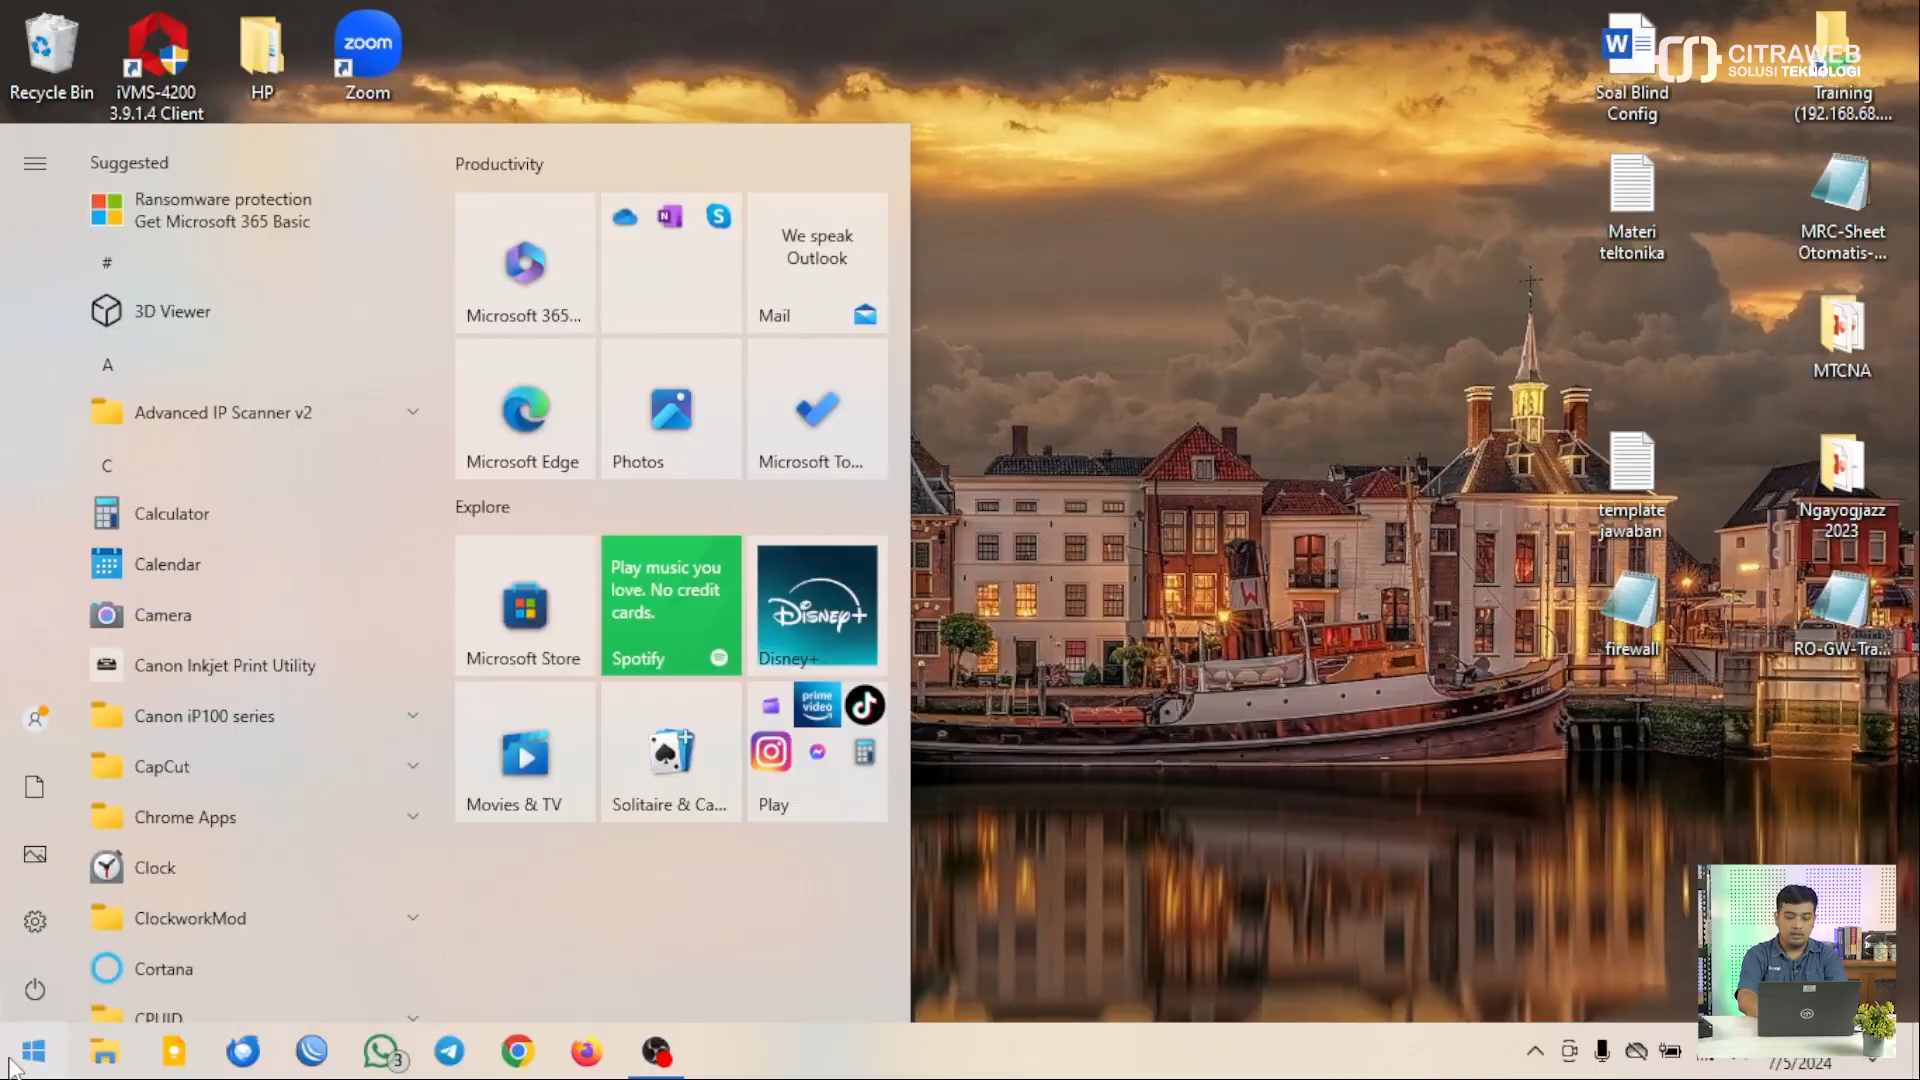 Recycle Bin
iVMS-4200
3.9.1.4 Client
HP
zoom
Zoom
W
Soal Blind
Config
CITRAWEB
SOLUSI TEKNOLOGI
Training
(192.168.68....
Materi
teltonika
MRC-Sheet
Otomatis-...
MTCNA
template
jawaban
Ngayogjazz
2023
firewall
RO-GW-Tra...
Suggested
Ransomware protection
Get Microsoft 365 Basic
#
3D Viewer
A
Advanced IP Scanner v2
C
Calculator
Calendar
Camera
Canon Inkjet Print Utility
Canon iP100 series
CapCut
Chrome Apps
Clock
ClockworkMod
Cortana
CPUID
Productivity
Microsoft 365...
N
S
We speak
Outlook
Mail
Microsoft Edge
Photos
Microsoft To...
Explore
Microsoft Store
Play music you
love. No credit
cards.
Spotify
Disney+
Disney+
Movies & TV
Solitaire & Ca...
prime
video
Play
W
3
7/5/2024